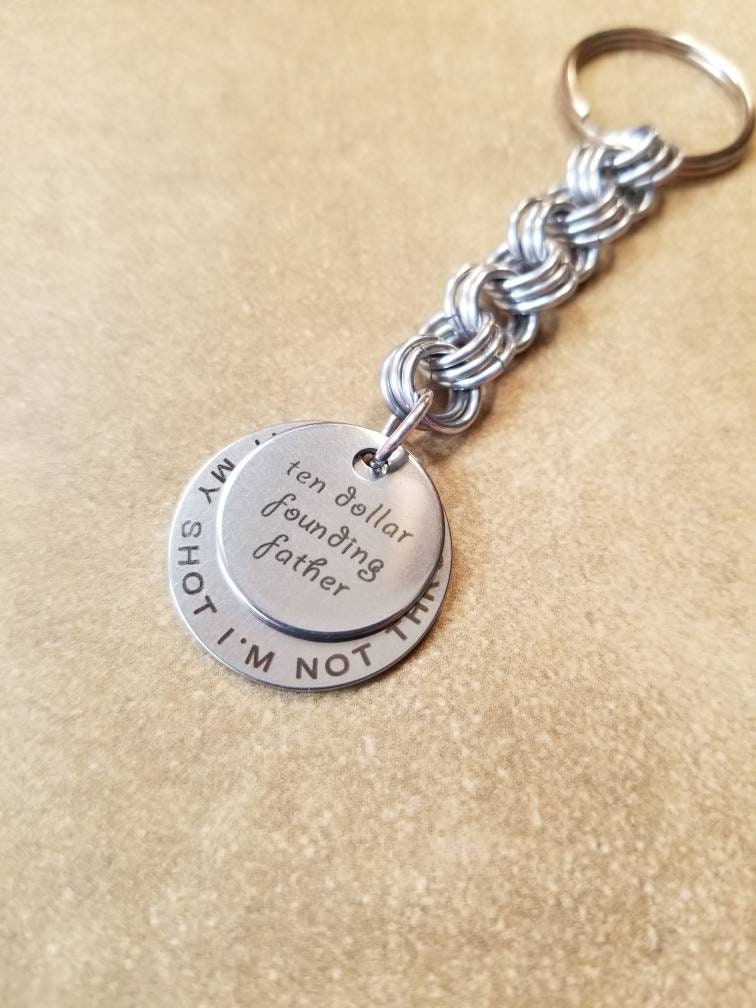 ten dollar
founding
father
MY SHOT I'M NOT